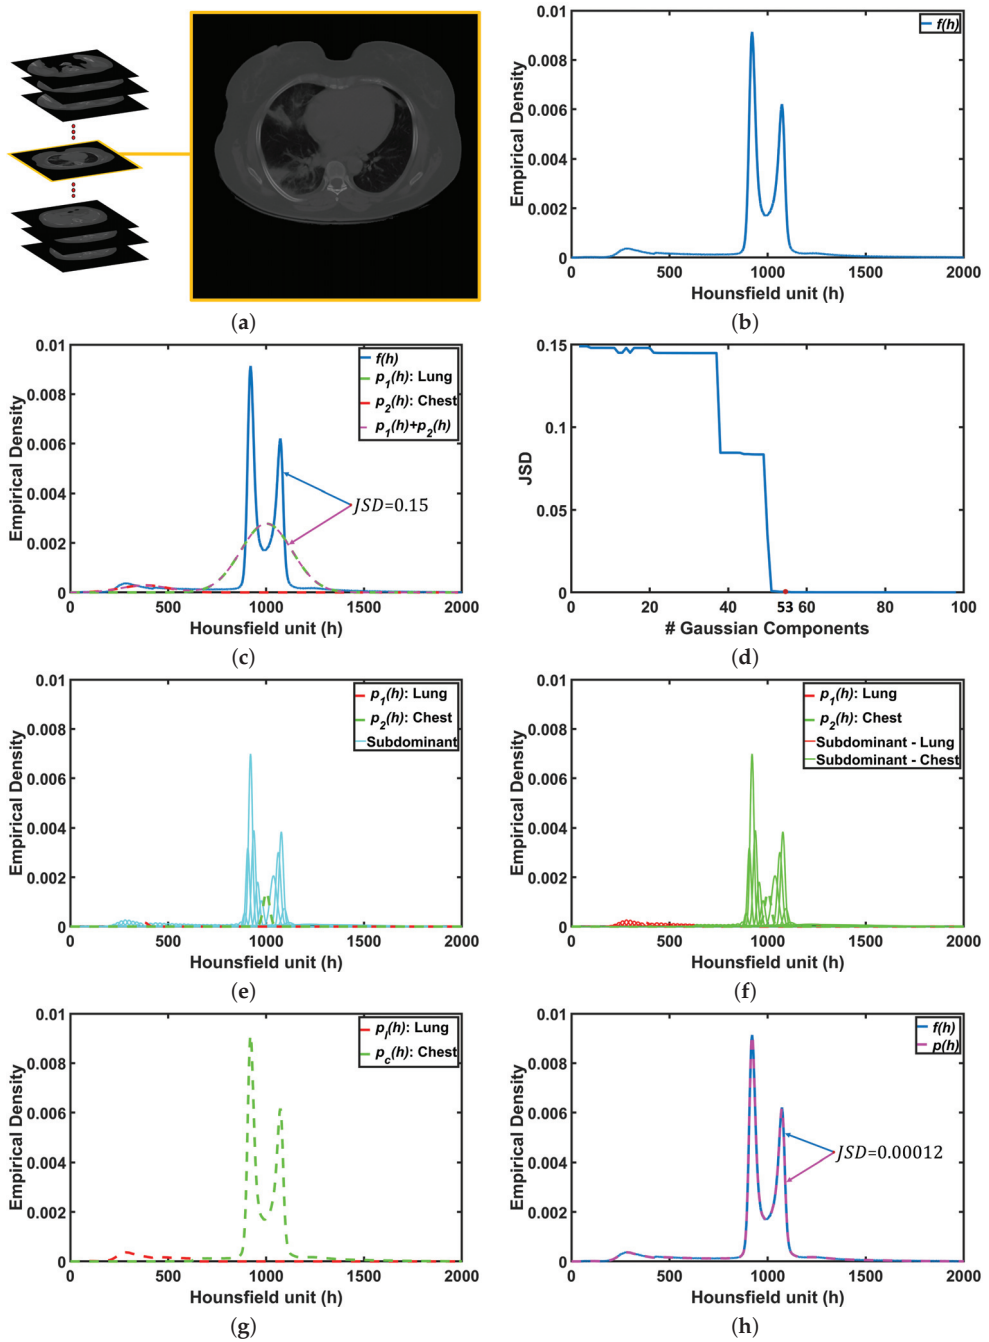 (a)
0.01
0.008
0.006
0.004
0.002
0
Empirical Density
f(h)
0 500 1000 1500 2000
Hounsfield unit (h)
(b)
0.01
0.008
0.006
0.004
0.002
0
Empirical Density
f(h)
p1(h): Lung
p2(h): Chest
p1(h)+p2(h)
JSD=0.15
0 500 1000 1500 2000
Hounsfield unit (h)
(c)
0.15
0.1
0.05
0
JSD
0 20 40 53 60 80 100
# Gaussian Components
(d)
0.01
0.008
0.006
0.004
0.002
0
Empirical Density
p1(h): Lung
p2(h): Chest
Subdominant
0 500 1000 1500 2000
Hounsfield unit (h)
(e)
0.01
0.008
0.006
0.004
0.002
0
Empirical Density
p1(h): Lung
p2(h): Chest
Subdominant - Lung
Subdominant - Chest
0 500 1000 1500 2000
Hounsfield unit (h)
(f)
0.01
0.008
0.006
0.004
0.002
0
Empirical Density
pl(h): Lung
pc(h): Chest
0 500 1000 1500 2000
Hounsfield unit (h)
(g)
0.01
0.008
0.006
0.004
0.002
0
Empirical Density
f(h)
p(h)
JSD=0.00012
0 500 1000 1500 2000
Hounsfield unit (h)
(h)